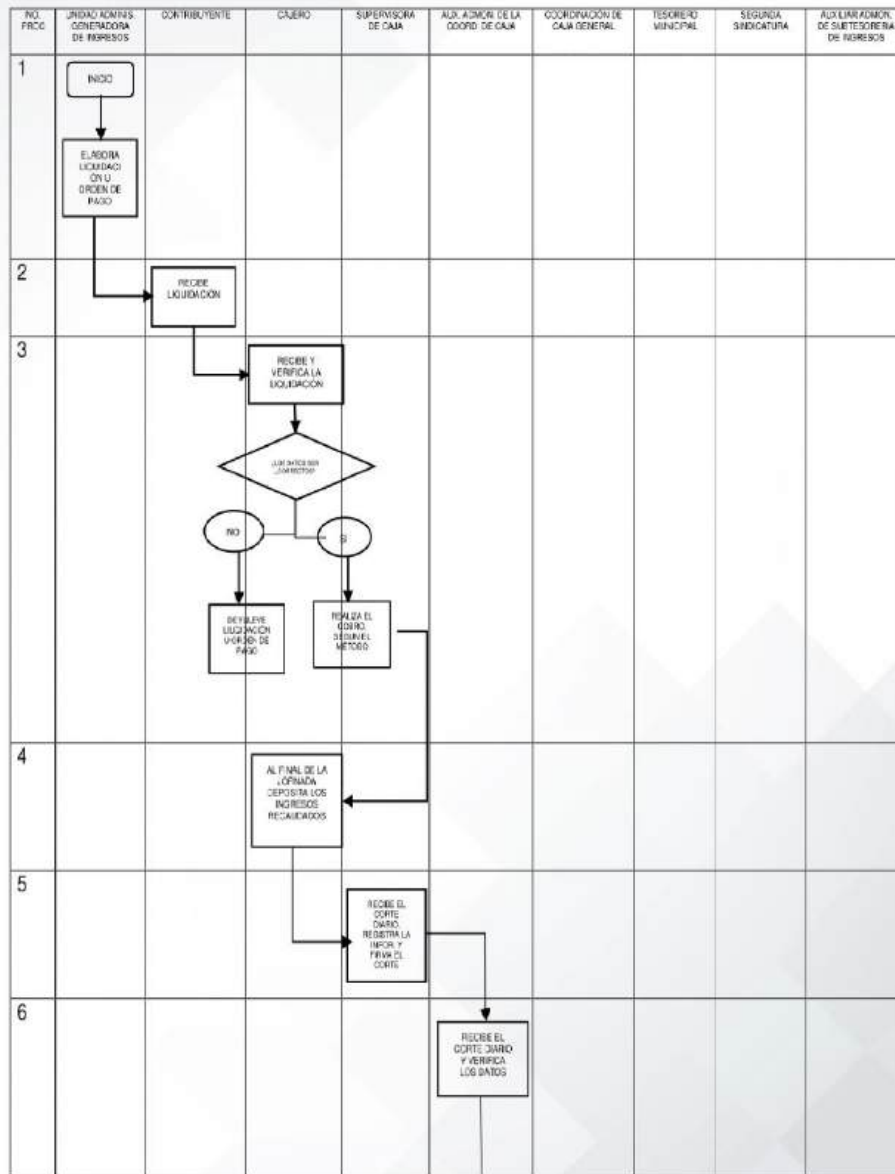 NO.
PROC
UNIDAD ADMINIS.
GENERADORA
DE INGRESOS
CONTRIBUYENTE
CAJERO
SUPERVISORA
DE CAJA
AUX. ADMON. DE LA
COORD. DE CAJA
COORDINACIÓN DE
CAJA GENERAL
TESORERO
MUNICIPAL
SEGUNDA
SINDICATURA
AUXILIAR ADMON.
DE SUBTESORERIA
DE INGRESOS
1
INICIO
ELABORA
LIQUIDACI
ÓN U
ORDEN DE
PAGO
2
RECIBE
LIQUIDACIÓN
3
RECIBE Y
VERIFICA LA
LIQUIDACIÓN
¿LOS DATOS SON
NO
SI
DEVUELVE
LIQUIDACIÓN
U ORDEN DE
PAGO
REALIZA EL
COBRO,
SEGUN EL
METODO
4
AL FINAL DE LA
JORNADA
DEPOSITA LOS
INGRESOS
RECAUDADOS
5
RECIBE EL
CORTE
DIARIO,
REGISTRA LA
INFOR. Y
FIRMA EL
CORTE
6
RECIBE EL
CORTE DIARIO
Y VERIFICA
LOS DATOS